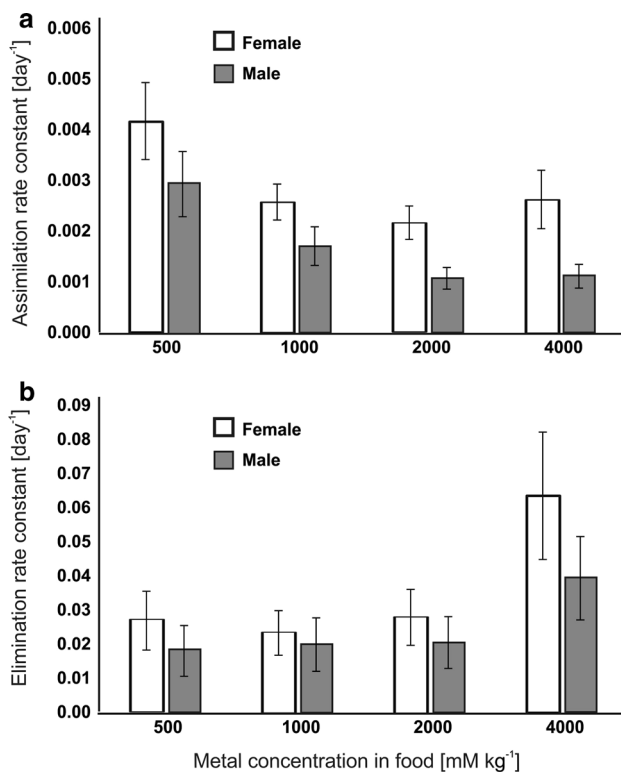 a
Assimilation rate constant [day⁻¹]
0.006
0.005
0.004
0.003
0.002
0.001
0.000
Female
Male
500 1000 2000 4000
b
Elimination rate constant [day⁻¹]
0.09
0.08
0.07
0.06
0.05
0.04
0.03
0.02
0.01
0.00
Female
Male
500 1000 2000 4000
Metal concentration in food [mM kg⁻¹]